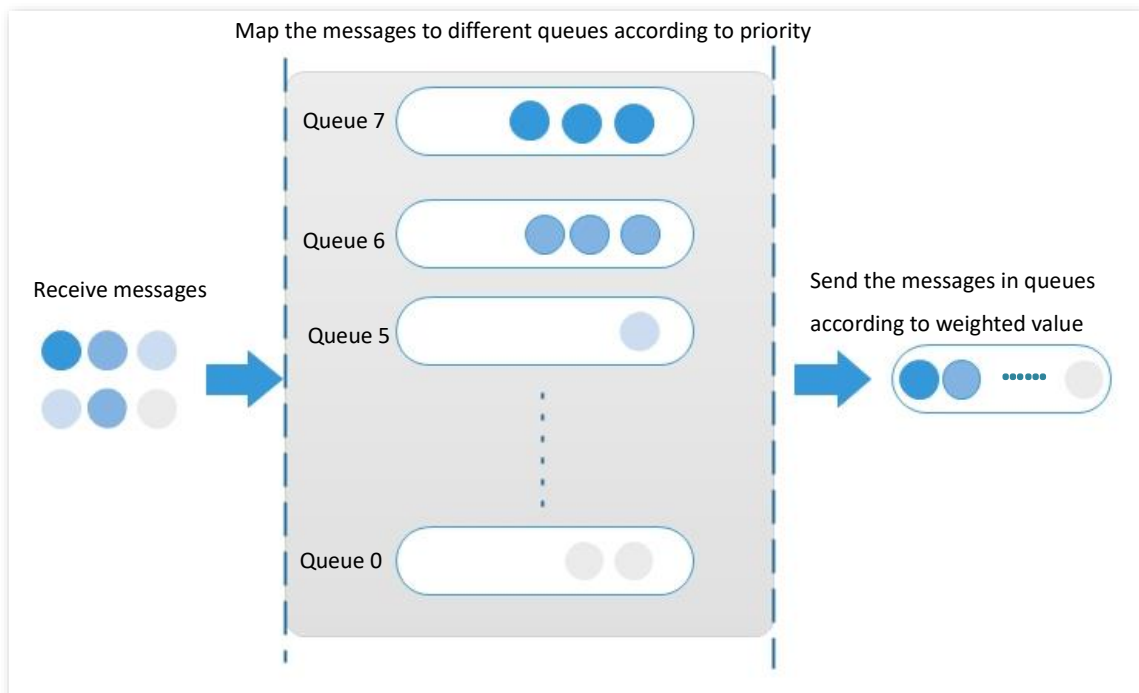 Map the messages to different queues according to priority
Queue 7
Queue 6
Receive messages
Queue 5
Send the messages in queues
according to weighted value
Queue 0